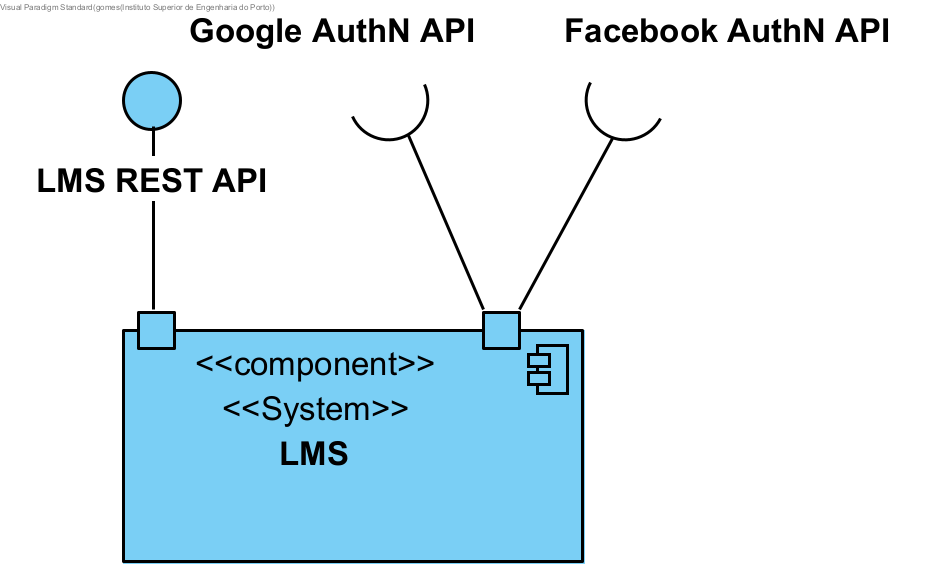 Visual Paradigm Standard(gomes(Instituto Superior de Engenharia do Porto))
Google AuthN API
Facebook AuthN API
LMS REST API
<<component>>
<<System>>
LMS